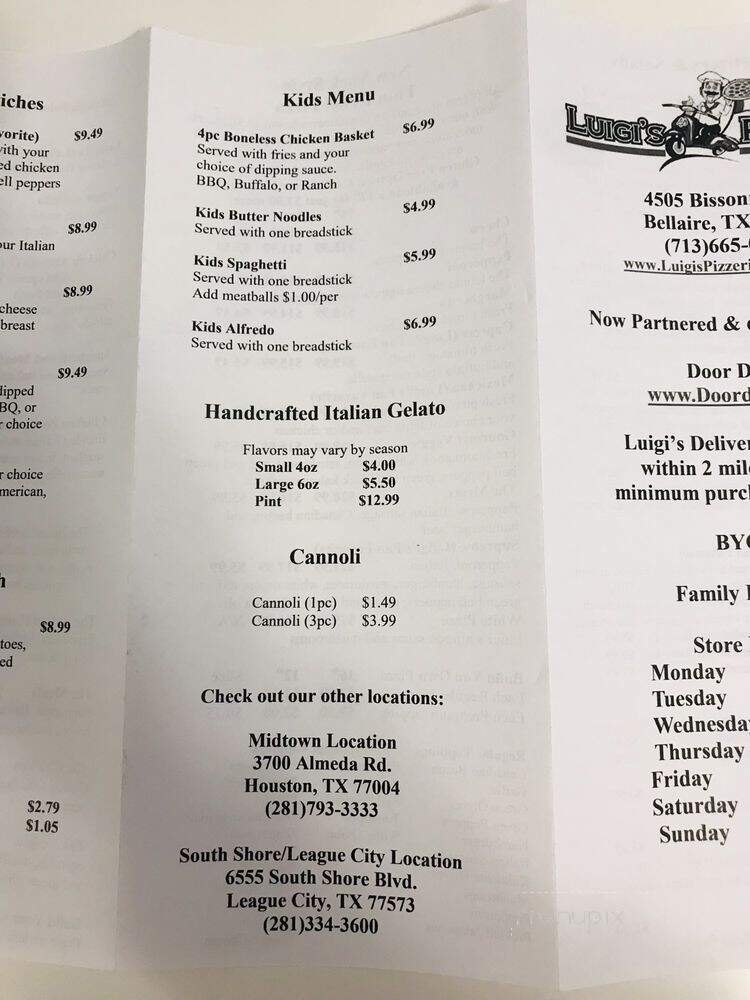 iches
vorite) $9.49
with your
ed chicken
ell peppers
$8.99
our Italian
$8.99
cheese
breast
$9.49
dipped
BBQ, or
r choice
r choice
merican,
h
$8.99
toes,
ed
$2.79
$1.05
Kids Menu
4pc Boneless Chicken Basket $6.99
Served with fries and your
choice of dipping sauce.
BBQ, Buffalo, or Ranch
Kids Butter Noodles $4.99
Served with one breadstick
Kids Spaghetti $5.99
Served with one breadstick
Add meatballs $1.00/per
Kids Alfredo $6.99
Served with one breadstick
Handcrafted Italian Gelato
Flavors may vary by season
Small 4oz $4.00
Large 6oz $5.50
Pint $12.99
Cannoli
Cannoli (1pc) $1.49
Cannoli (3pc) $3.99
Check out our other locations:
Midtown Location
3700 Almeda Rd.
Houston, TX 77004
(281)793-3333
South Shore/League City Location
6555 South Shore Blvd.
League City, TX 77573
(281)334-3600
LUIGI'S P
4505 Bisson
Bellaire, TX
(713)665-
www.LuigisPizzeri
Now Partnered &
Door D
www.Doord
Luigi's Deliver
within 2 mil
minimum purc
BYO
Family
Store
Monday
Tuesday
Wednesday
Thursday
Friday
Saturday
Sunday